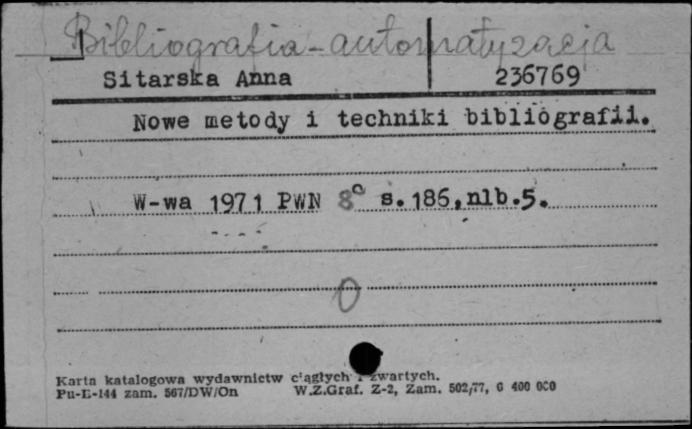 Bibliografia - automatyzacja
Sitarska Anna 236769
Nowe metody i techniki bibliografii.
W-wa 1971 PWN 8° s.186,nlb.5.
0
Karta katalogowa wydawnictw ciągłych i zwartych.
Pu-E-144 zam. 567/DW/On W.Z.Graf. Z-2, Zam. 502/77, G 400 000